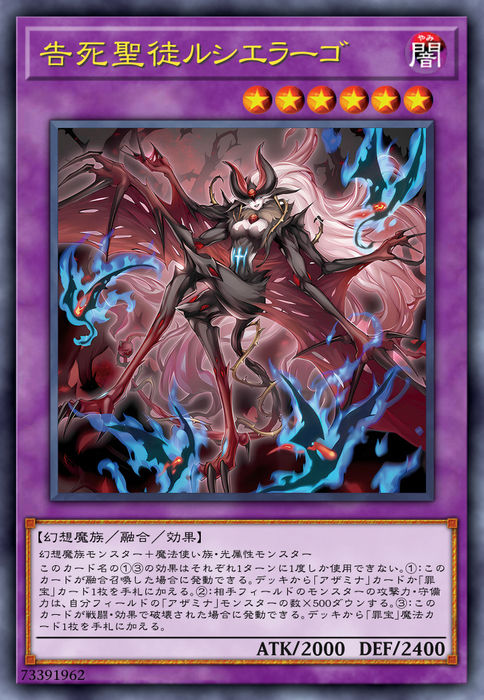 告死聖徒ルシエラーゴ
やみ
闇
【幻想魔族/融合/効果】
幻想魔族モンスター+魔法使い族・光属性モンスター
このカード名の①③の効果はそれぞれ1ターンに1度しか使用できない。①:この
カードが融合召喚した場合に発動できる。デッキから「アザミナ」カードか「罪
宝」カード1枚を手札に加える。②:相手フィールドのモンスターの攻撃力・守備
力は、自分フィールドの「アザミナ」モンスターの数×500ダウンする。③:このカ
ードが戦闘・効果で破壊された場合に発動できる。デッキから「罪宝」魔法カー
ド1枚を手札に加える。
ATK/2000 DEF/2400
73391962